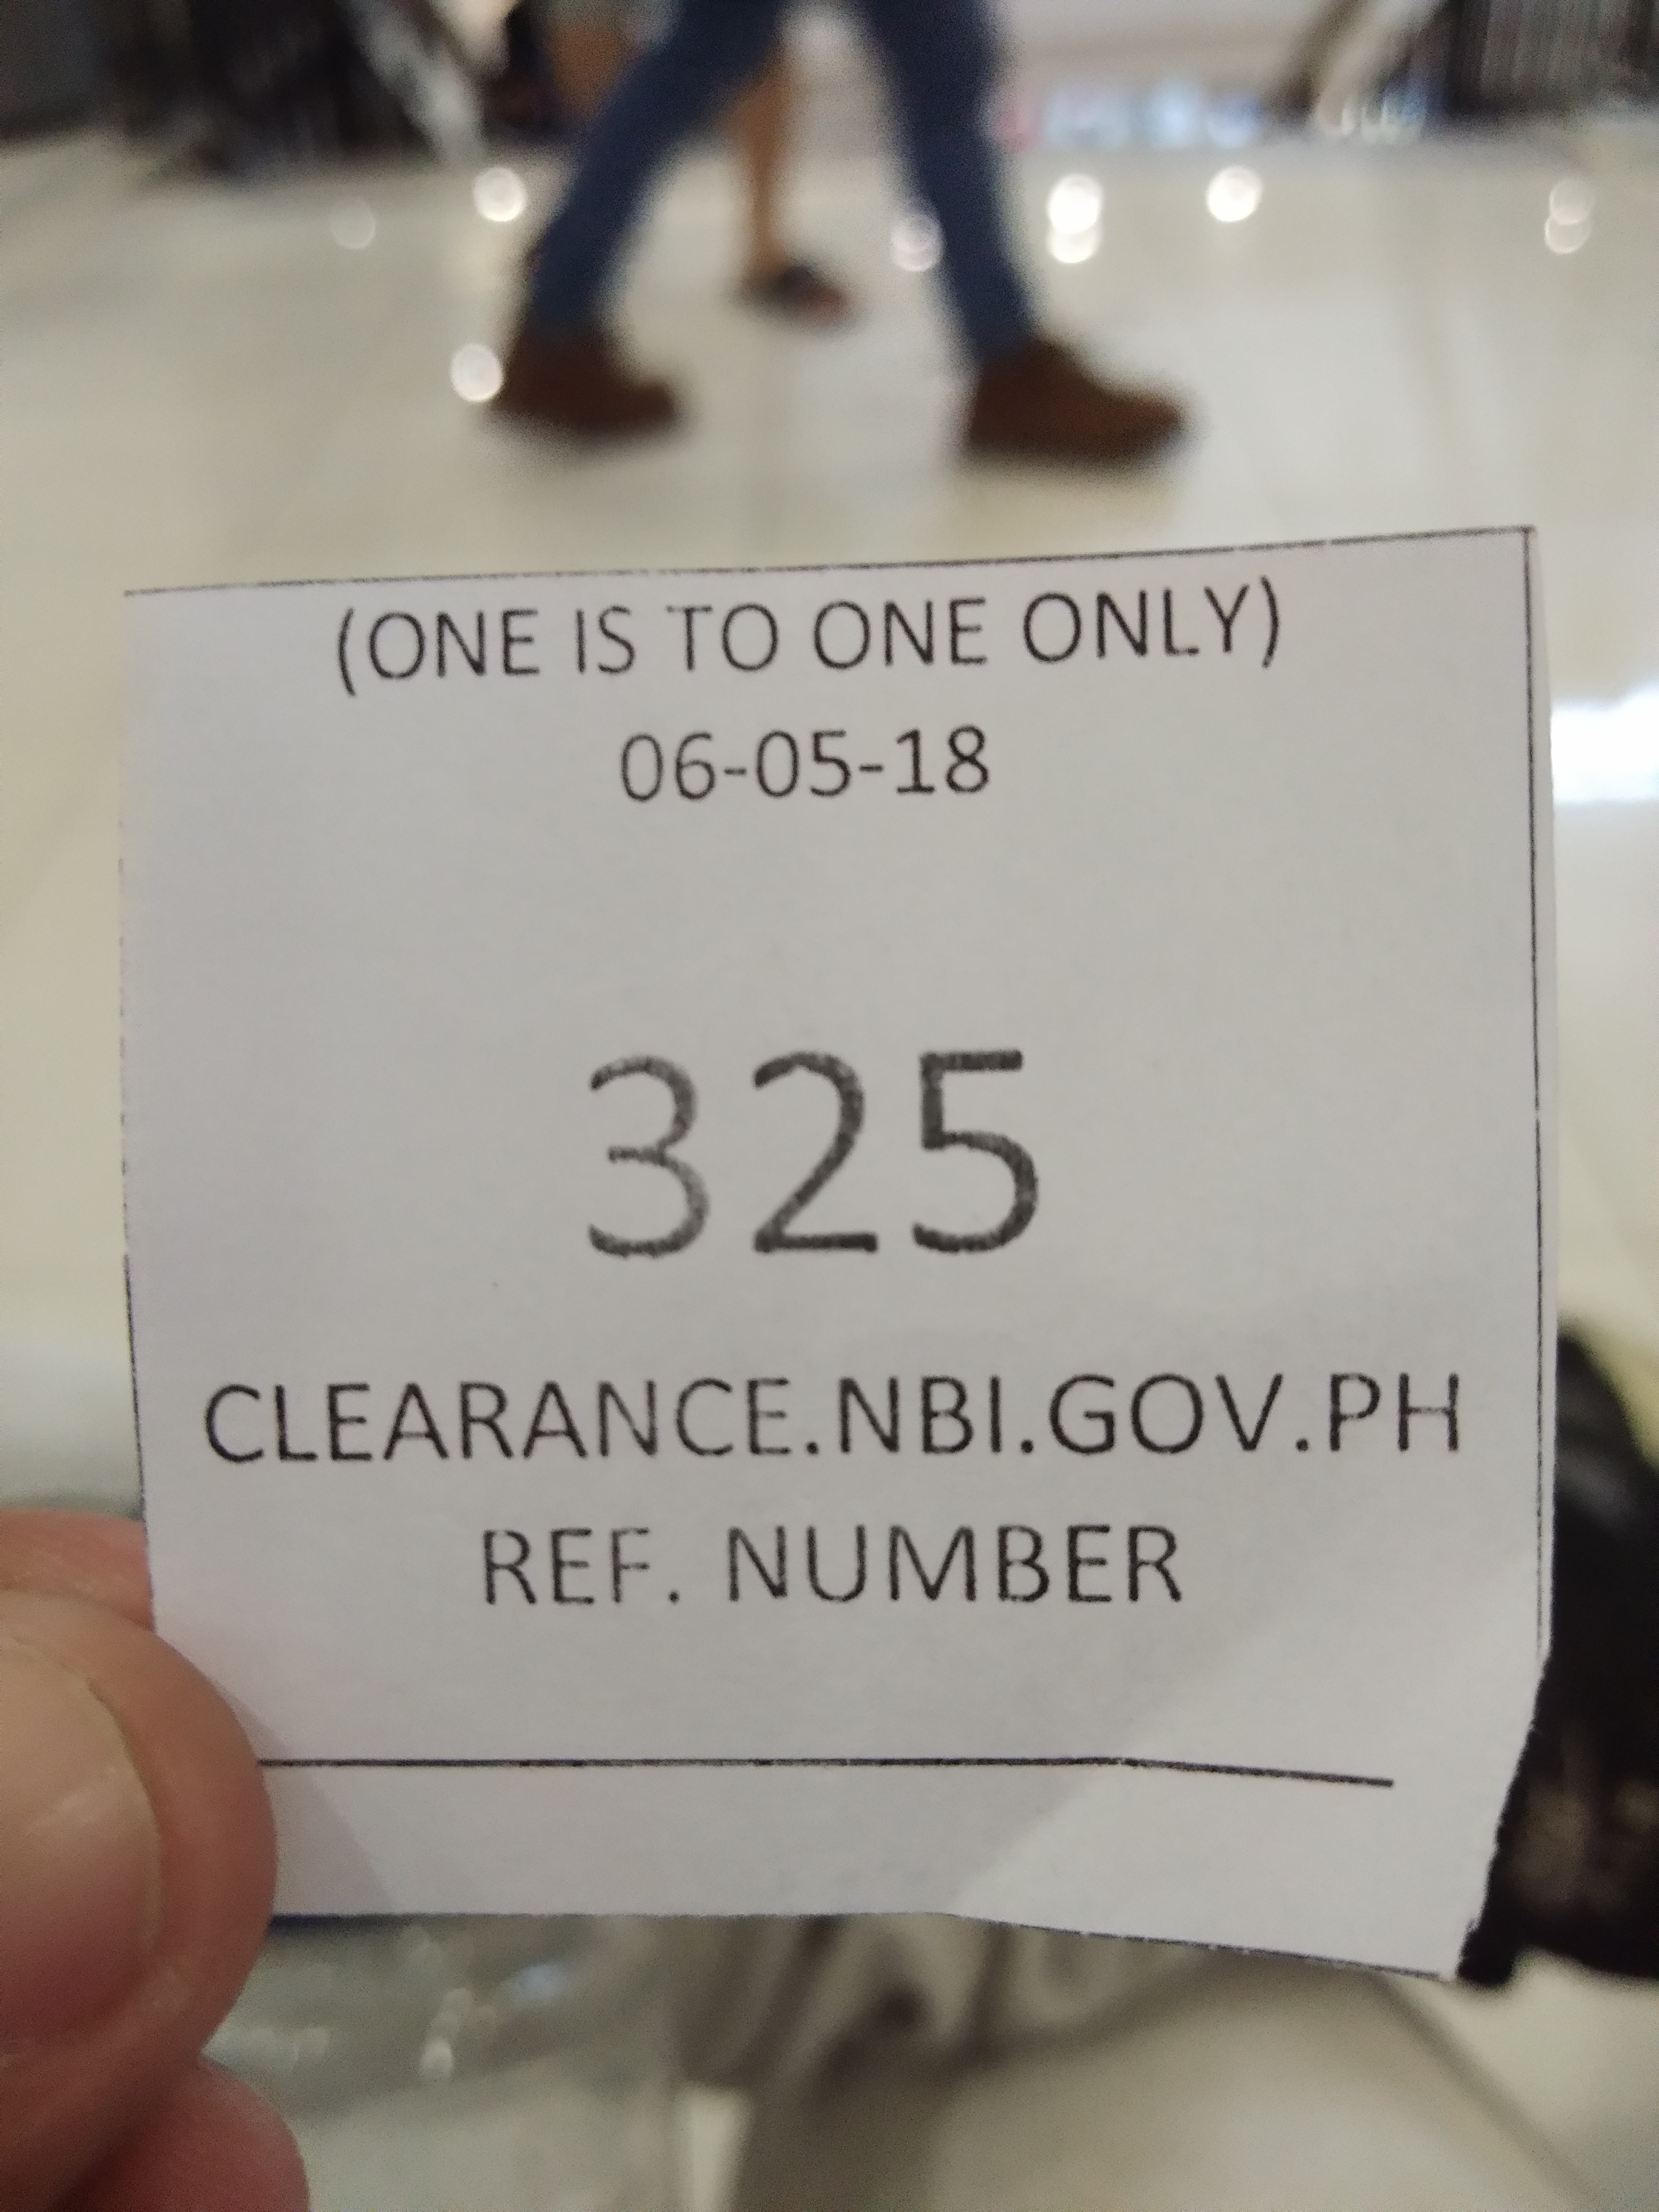 (ONE IS TO ONE ONLY)
06-05-18
325
CLEARANCE.NBI.GOV.PH
REF. NUMBER